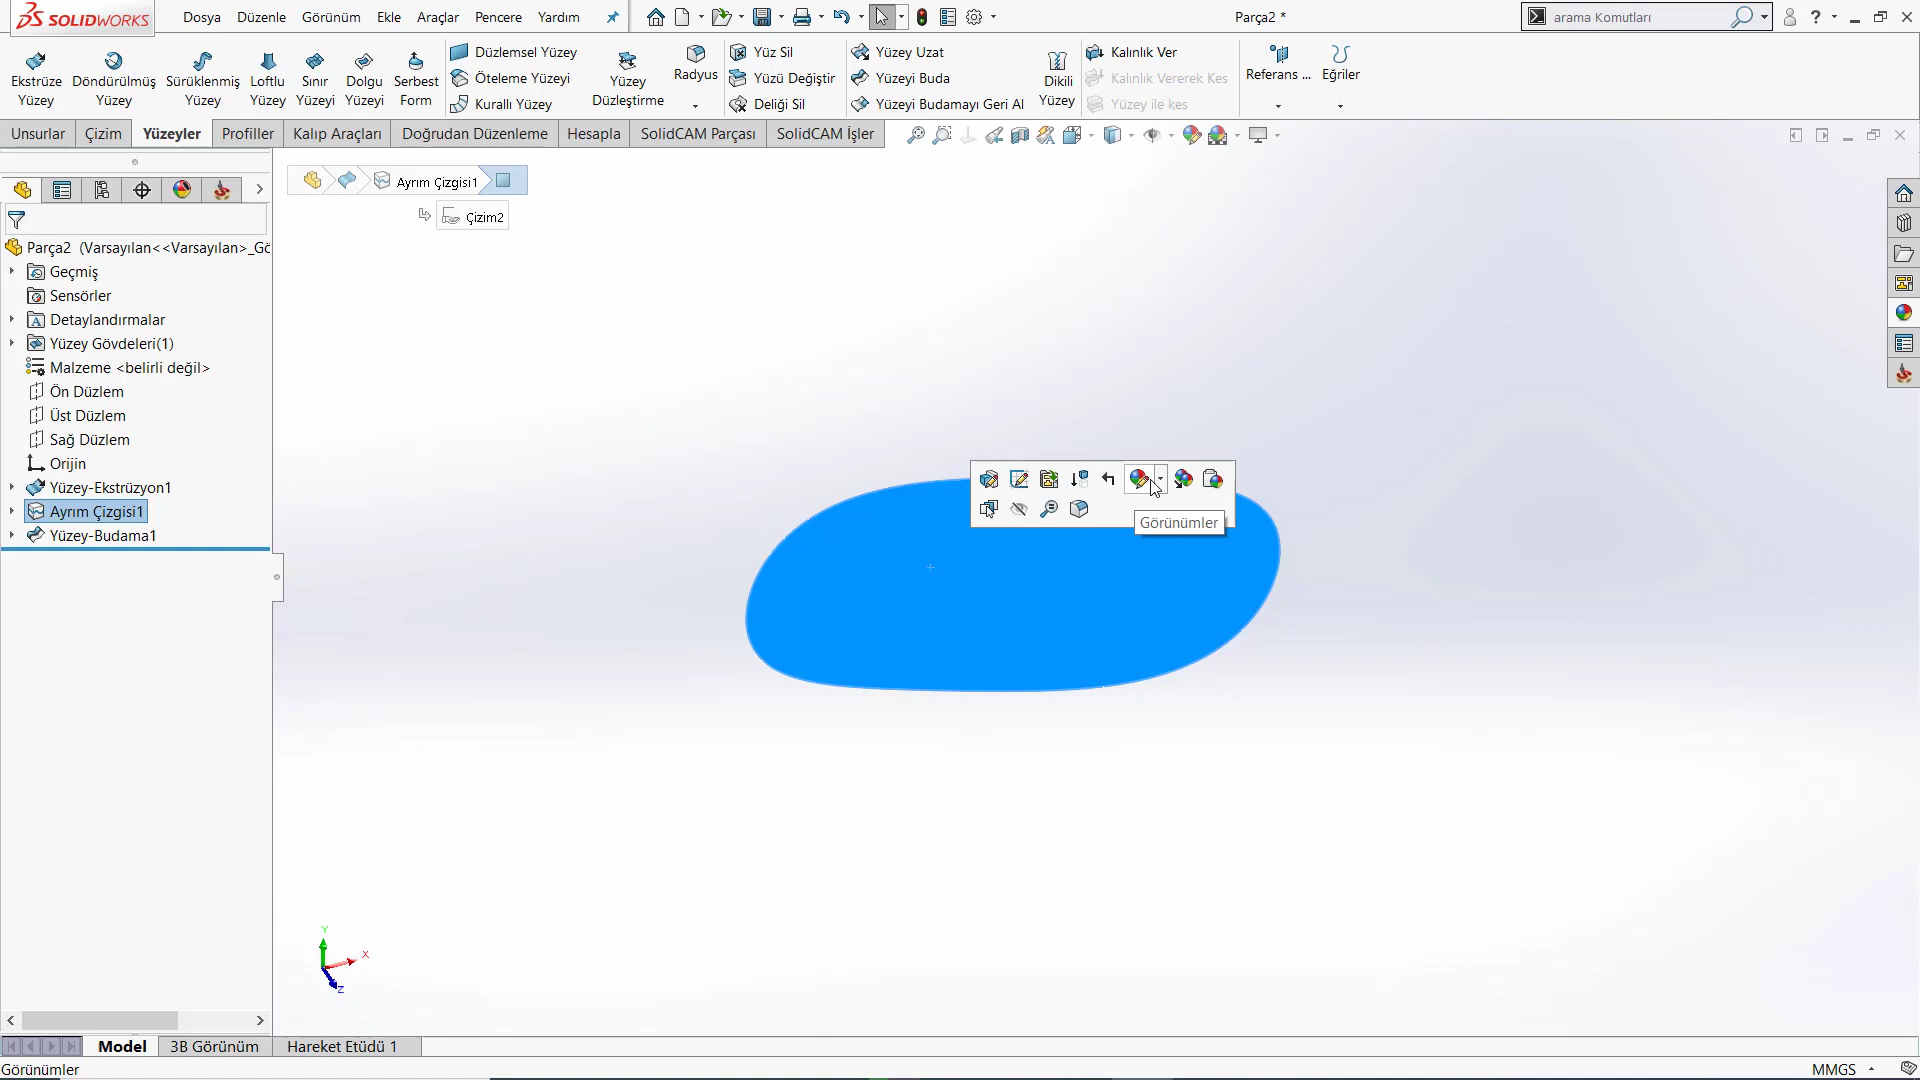 SOLIDWORKS Dosya Düzenle Görünüm Ekle Araçlar Pencere Yardım Parça2 * arama Komutları ?
Ekstrüze Yüzey Döndürülmüş Yüzey Sürüklenmiş Yüzey Loftlu Yüzey Sınır Yüzeyi Dolgu Yüzeyi Serbest Form
Düzlemsel Yüzey
Öteleme Yüzeyi
Kurallı Yüzey
Yüzey Düzleştirme
Radyus
Yüz Sil
Yüzü Değiştir
Deliği Sil
Yüzey Uzat
Yüzeyi Buda
Yüzeyi Budamayı Geri Al
Dikili Yüzey
Kalınlık Ver
Kalınlık Vererek Kes
Yüzey ile kes
Referans ...
Eğriler
Unsurlar Çizim Yüzeyler Profiller Kalıp Araçları Doğrudan Düzenleme Hesapla SolidCAM Parçası SolidCAM İşler
Ayrım Çizgisi1
Çizim2
Parça2 (Varsayılan<<Varsayılan>_Gö
Geçmiş
Sensörler
Detaylandırmalar
Yüzey Gövdeleri(1)
Malzeme <belirli değil>
Ön Düzlem
Üst Düzlem
Sağ Düzlem
Orijin
Yüzey-Ekstrüzyon1
Ayrım Çizgisi1
Yüzey-Budama1
Görünümler
Y
X
Z
Model 3B Görünüm Hareket Etüdü 1
Görünümler MMGS